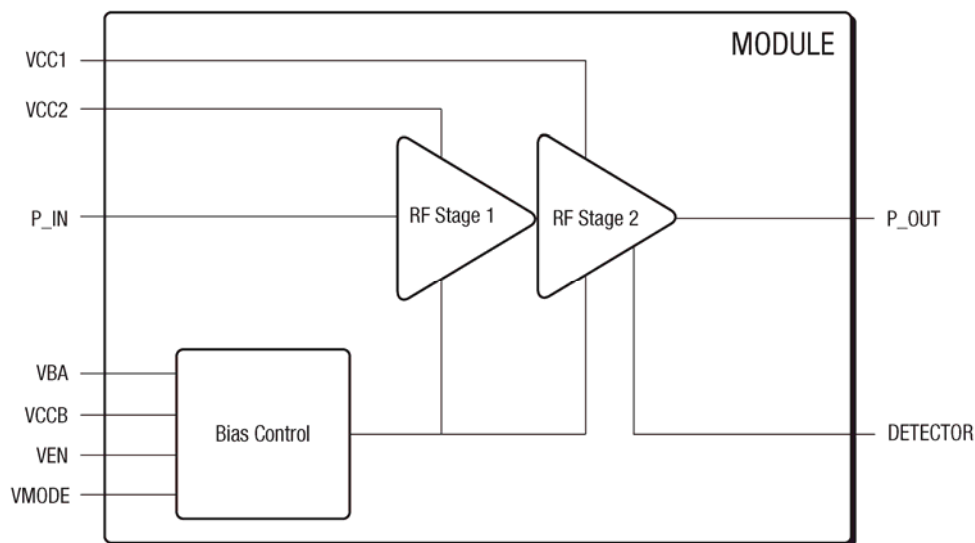 MODULE
VCC1
VCC2
P_IN
RF Stage 1
RF Stage 2
P_OUT
VBA
VCCB
VEN
VMODE
Bias Control
DETECTOR